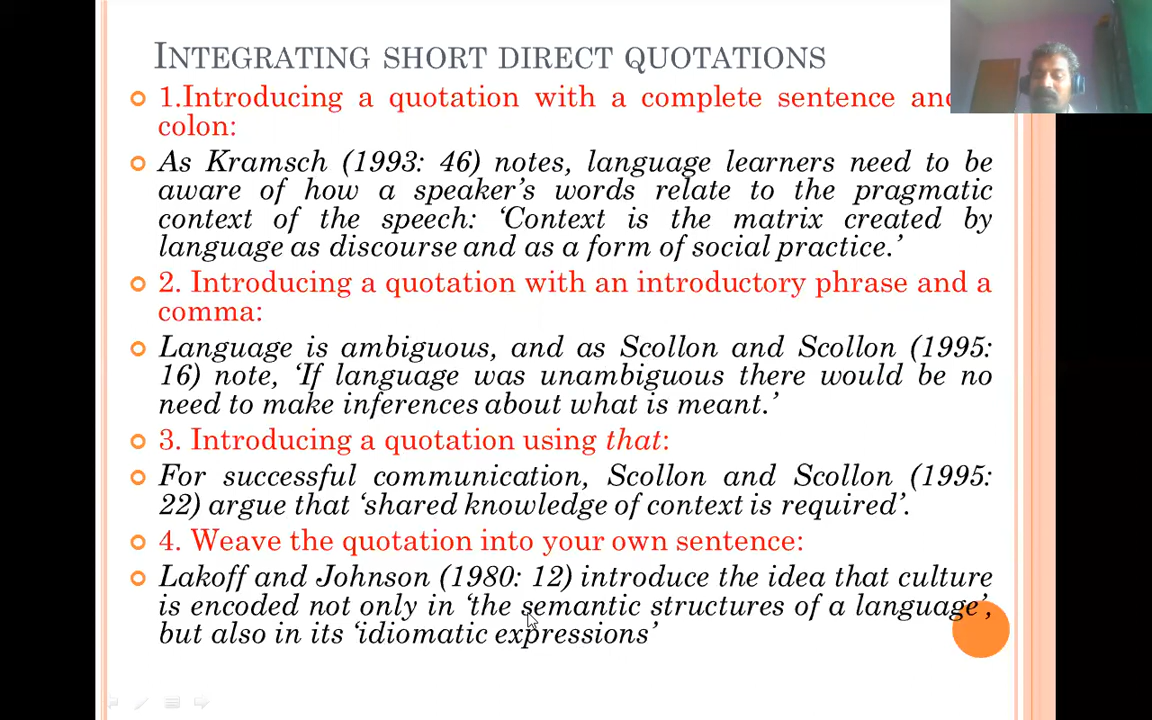 INTEGRATING SHORT DIRECT QUOTATIONS
1.Introducing a quotation with a complete sentence and
colon:
As Kramsch (1993: 46) notes, language learners need to be
aware of how a speaker’s words relate to the pragmatic
context of the speech: ‘Context is the matrix created by
language as discourse and as a form of social practice.’
2. Introducing a quotation with an introductory phrase and a
comma:
Language is ambiguous, and as Scollon and Scollon (1995:
16) note, ‘If language was unambiguous there would be no
need to make inferences about what is meant.’
3. Introducing a quotation using that:
For successful communication, Scollon and Scollon (1995:
22) argue that ‘shared knowledge of context is required’.
4. Weave the quotation into your own sentence:
Lakoff and Johnson (1980: 12) introduce the idea that culture
is encoded not only in ‘the semantic structures of a language’,
but also in its ‘idiomatic expressions’